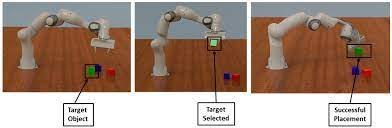 Target
Object
Target
Selected
Successful
Placement